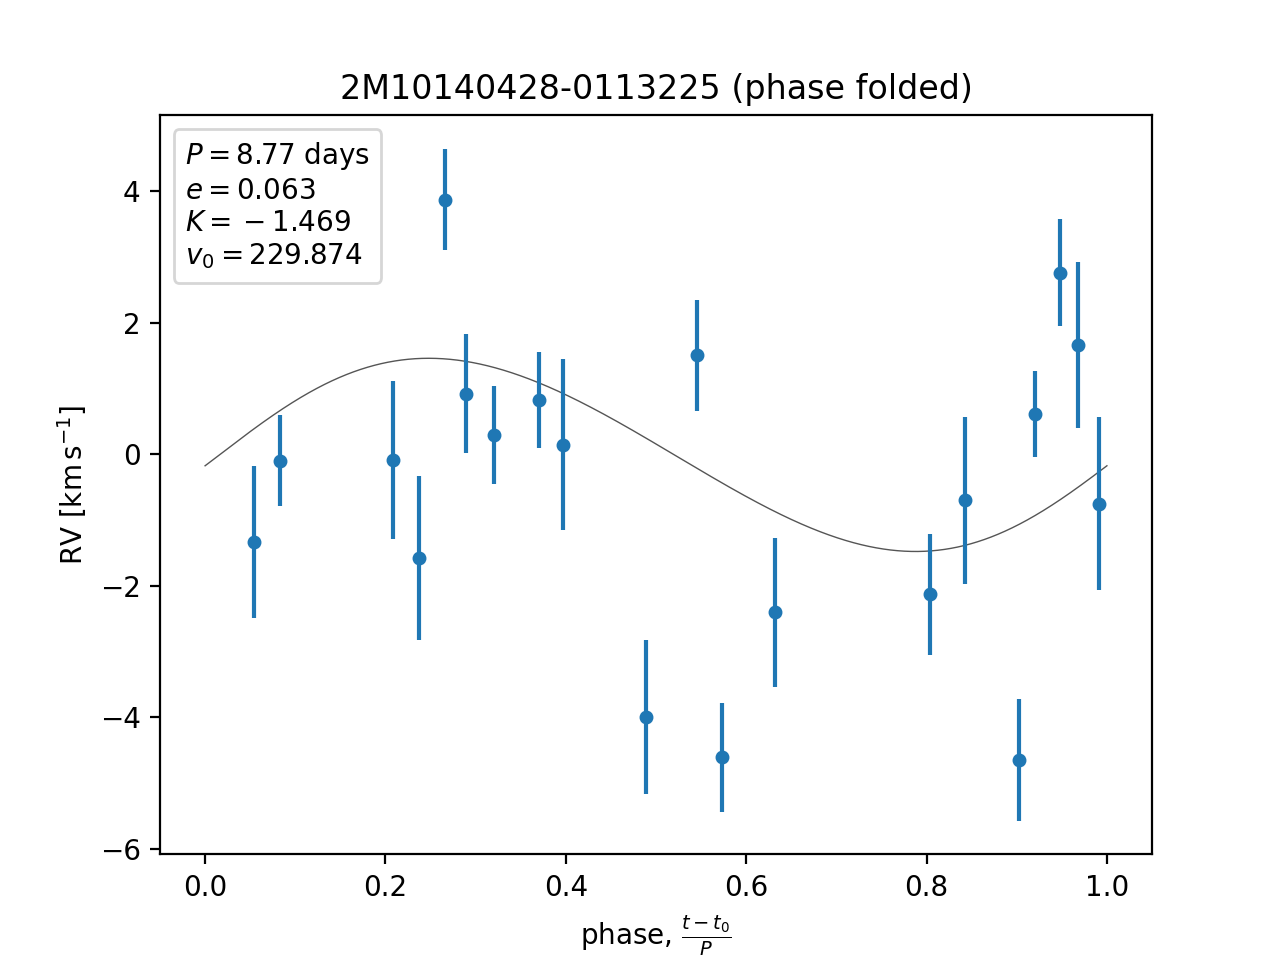 2M10140428-0113225 (phase folded)
P = 8.77 days
e = 0.063
K = −1.469
v₀ = 229.874
RV [km s⁻¹]
4
2
0
−2
−4
−6
0.0 0.2 0.4 0.6 0.8 1.0
phase, (t − t₀)/P